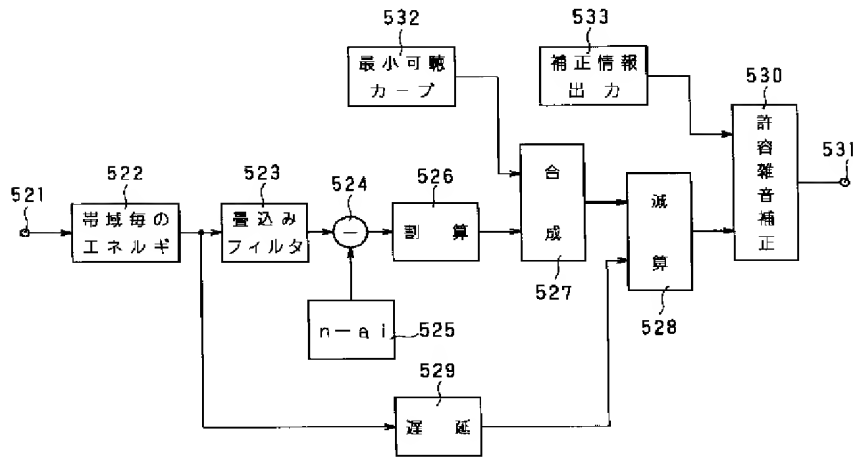 532
最小可聴
カーブ
533
補正情報
出力
530
許容雑音補正
531
521
522
帯域毎の
エネルギ
523
畳込み
フィルタ
524
−
526
割算
合成
527
減算
528
n−ai
525
529
遅延